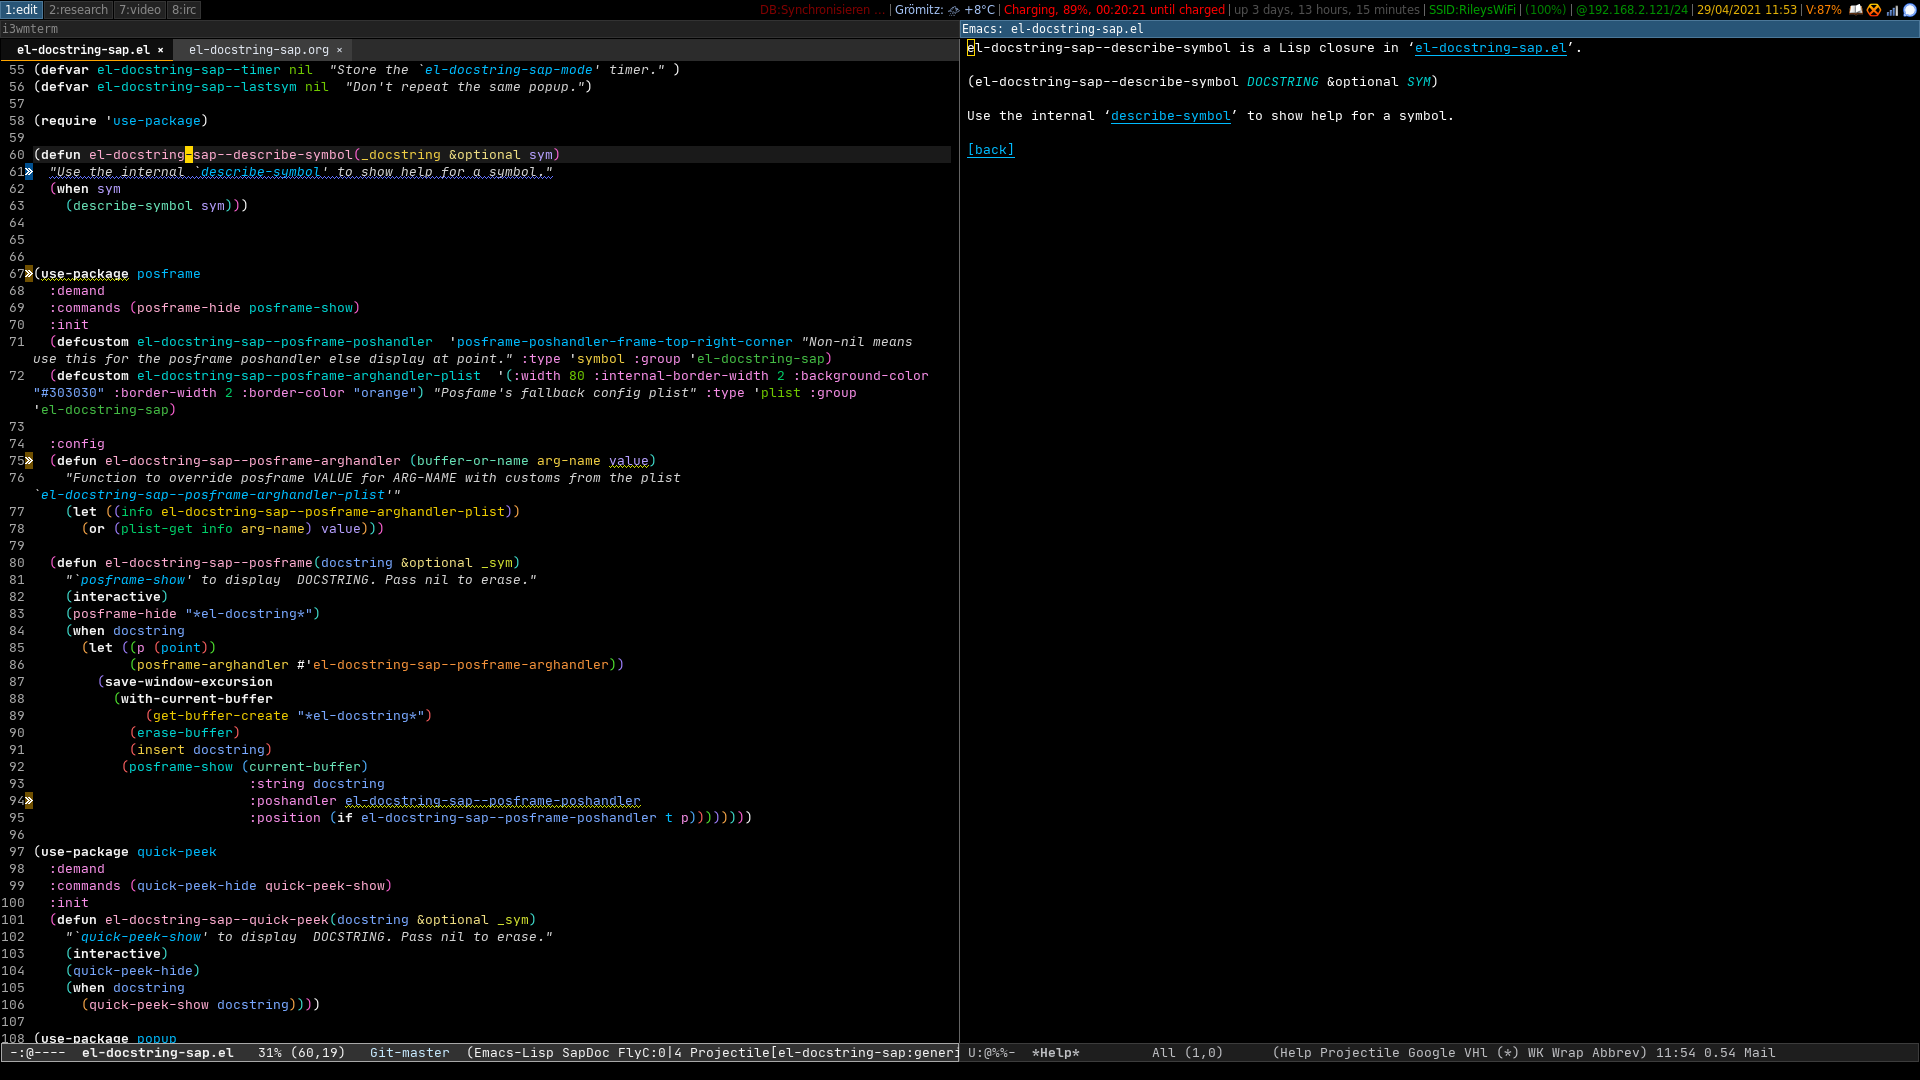 1:edit 2:research 7:video 8:irc DB:Synchronisieren ... | Grömitz: +8°C | Charging, 89%, 00:20:21 until charged | up 3 days, 13 hours, 15 minutes | SSID:RileysWiFi | (100%) | @192.168.2.121/24 | 29/04/2021 11:53 | V:87%
i3wmterm
el-docstring-sap.el × el-docstring-sap.org ×
55 (defvar el-docstring-sap--timer nil  "Store the `el-docstring-sap-mode' timer." )
56 (defvar el-docstring-sap--lastsym nil  "Don't repeat the same popup.")
57
58 (require 'use-package)
59
60 (defun el-docstring-sap--describe-symbol(_docstring &optional sym)
61»  "Use the internal `describe-symbol' to show help for a symbol."
62   (when sym
63     (describe-symbol sym)))
64
65
66
67»(use-package posframe
68   :demand
69   :commands (posframe-hide posframe-show)
70   :init
71   (defcustom el-docstring-sap--posframe-poshandler  'posframe-poshandler-frame-top-right-corner "Non-nil means
use this for the posframe poshandler else display at point." :type 'symbol :group 'el-docstring-sap)
72   (defcustom el-docstring-sap--posframe-arghandler-plist  '(:width 80 :internal-border-width 2 :background-color
"#303030" :border-width 2 :border-color "orange") "Posfame's fallback config plist" :type 'plist :group
'el-docstring-sap)
73
74   :config
75»  (defun el-docstring-sap--posframe-arghandler (buffer-or-name arg-name value)
76     "Function to override posframe VALUE for ARG-NAME with customs from the plist
`el-docstring-sap--posframe-arghandler-plist'"
77     (let ((info el-docstring-sap--posframe-arghandler-plist))
78       (or (plist-get info arg-name) value)))
79
80   (defun el-docstring-sap--posframe(docstring &optional _sym)
81     "`posframe-show' to display  DOCSTRING. Pass nil to erase."
82     (interactive)
83     (posframe-hide "*el-docstring*")
84     (when docstring
85       (let ((p (point))
86             (posframe-arghandler #'el-docstring-sap--posframe-arghandler))
87         (save-window-excursion
88           (with-current-buffer
89               (get-buffer-create "*el-docstring*")
90             (erase-buffer)
91             (insert docstring)
92            (posframe-show (current-buffer)
93                            :string docstring
94»                           :poshandler el-docstring-sap--posframe-poshandler
95                            :position (if el-docstring-sap--posframe-poshandler t p))))))))
96
97 (use-package quick-peek
98   :demand
99   :commands (quick-peek-hide quick-peek-show)
100   :init
101   (defun el-docstring-sap--quick-peek(docstring &optional _sym)
102     "`quick-peek-show' to display  DOCSTRING. Pass nil to erase."
103     (interactive)
104     (quick-peek-hide)
105     (when docstring
106       (quick-peek-show docstring))))
107
108 (use-package popup
-:@----  el-docstring-sap.el   31% (60,19)   Git-master  (Emacs-Lisp SapDoc FlyC:0|4 Projectile[el-docstring-sap:generi
Emacs: el-docstring-sap.el
el-docstring-sap--describe-symbol is a Lisp closure in ‘el-docstring-sap.el’.
(el-docstring-sap--describe-symbol DOCSTRING &optional SYM)
Use the internal ‘describe-symbol’ to show help for a symbol.
[back]
U:@%%-  *Help*   All (1,0)   (Help Projectile Google VHl (*) WK Wrap Abbrev) 11:54 0.54 Mail